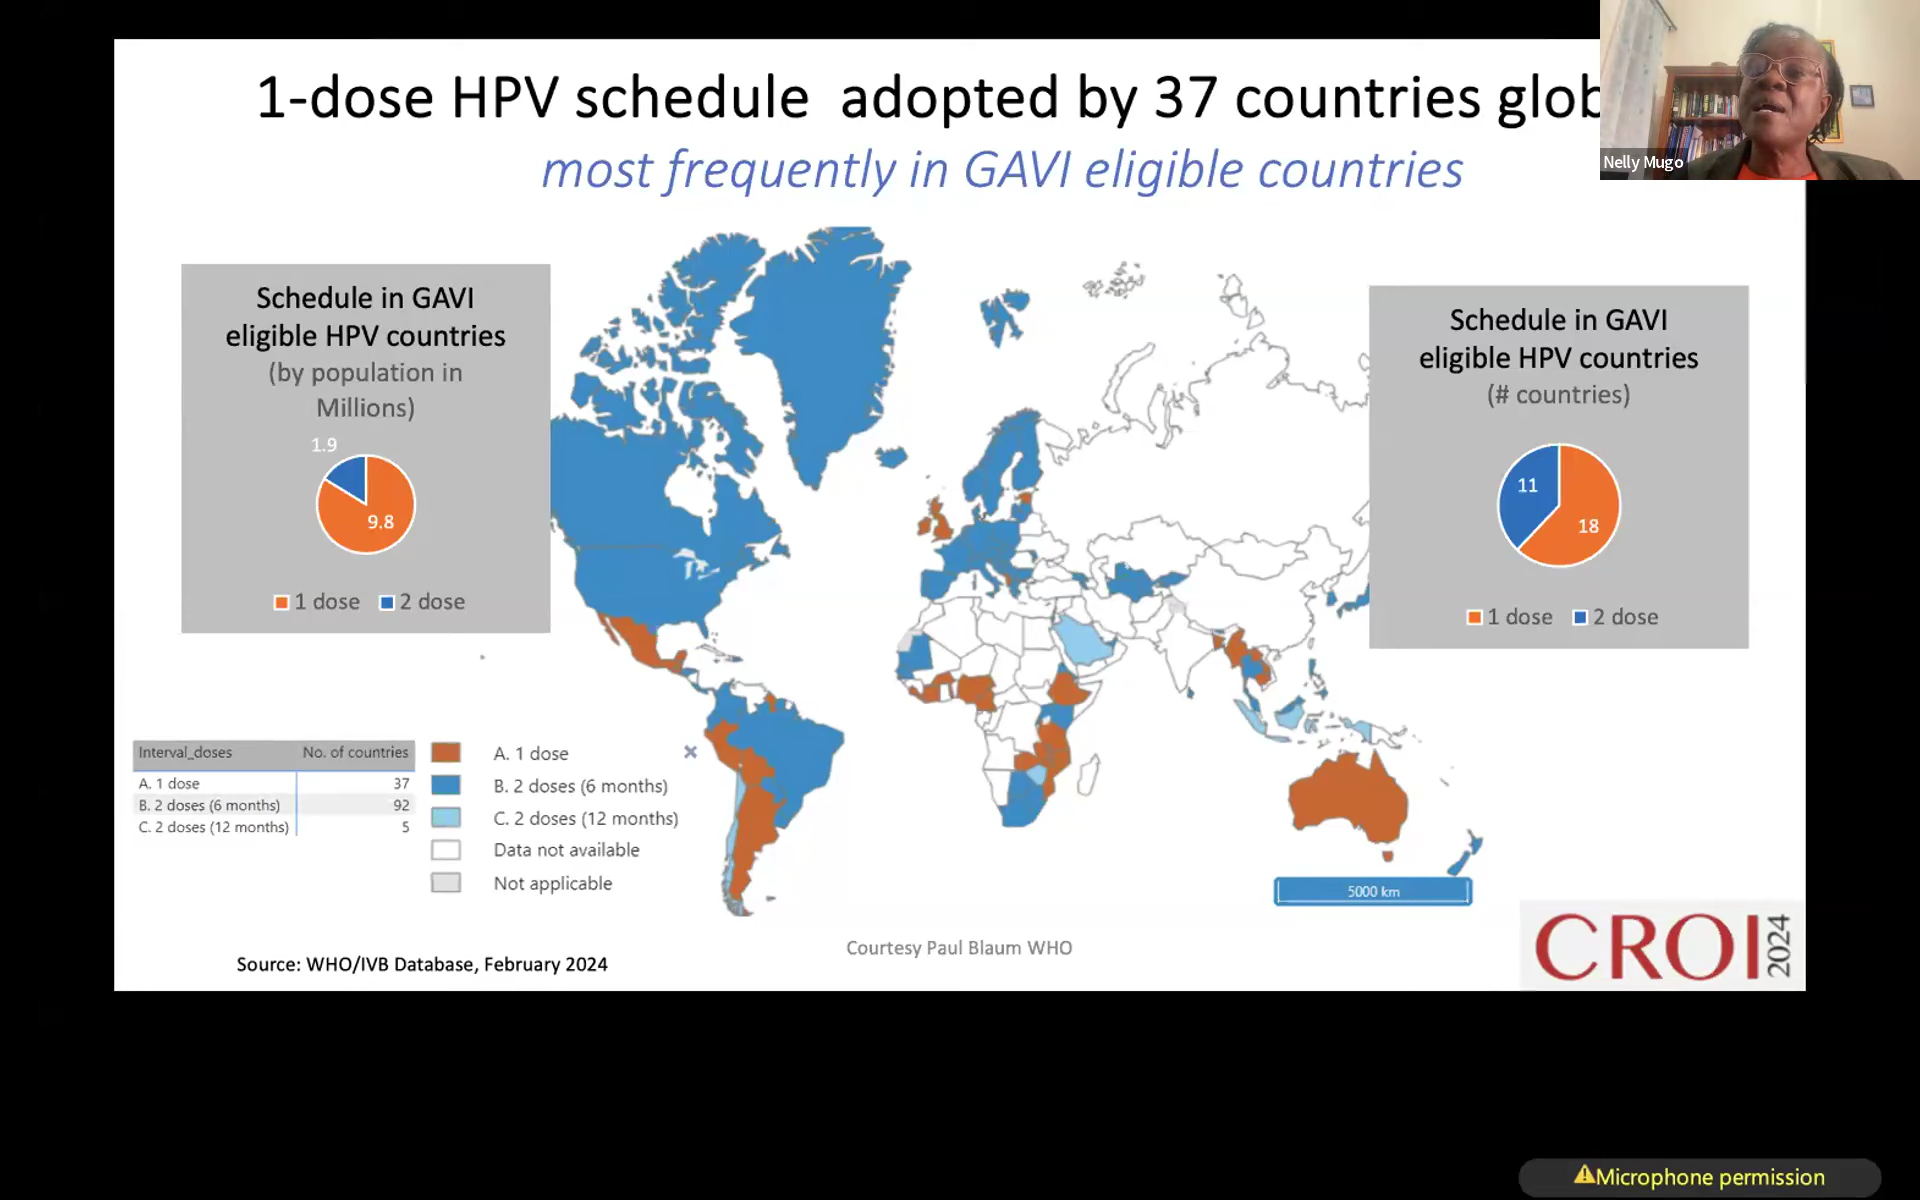 1-dose HPV schedule adopted by 37 countries glob
most frequently in GAVI eligible countries
Nelly Mugo
Schedule in GAVI
eligible HPV countries
(by population in
Millions)
1.9
9.8
1 dose 2 dose
Schedule in GAVI
eligible HPV countries
(# countries)
11
18
1 dose 2 dose
Interval_doses No. of countries
A. 1 dose 37
B. 2 doses (6 months) 92
C. 2 doses (12 months) 5
A. 1 dose
B. 2 doses (6 months)
C. 2 doses (12 months)
Data not available
Not applicable
5000 km
Courtesy Paul Blaum WHO
Source: WHO/IVB Database, February 2024
CROI 2024
⚠Microphone permission